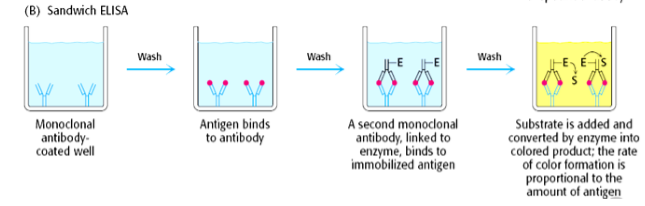 (B) Sandwich ELISA
Wash
Wash
Wash
E
E
E
E
S
S
Monoclonal
antibody-
coated well
Antigen binds
to antibody
A second monoclonal
antibody, linked to
enzyme, binds to
immobilized antigen
Substrate is added and
converted by enzyme into
colored product; the rate
of color formation is
proportional to the
amount of antigen